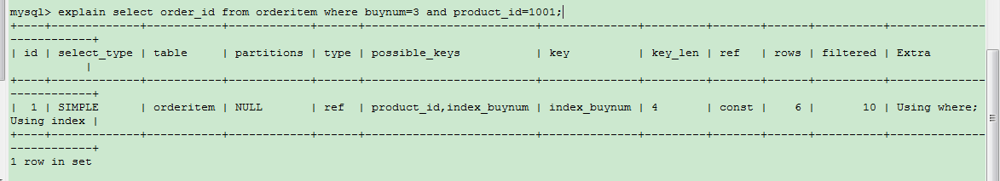 mysql> explain select order_id from orderitem where buynum=3 and product_id=1001;
+----+-------------+-----------+------------+------+-------------------------+--------------+---------+-------+------+----------+--------------
------------+
| id | select_type | table     | partitions | type | possible_keys           | key          | key_len | ref   | rows | filtered | Extra
            |
+----+-------------+-----------+------------+------+-------------------------+--------------+---------+-------+------+----------+--------------
------------+
|  1 | SIMPLE      | orderitem | NULL       | ref  | product_id,index_buynum | index_buynum | 4       | const |    6 |       10 | Using where;
Using index |
+----+-------------+-----------+------------+------+-------------------------+--------------+---------+-------+------+----------+--------------
------------+
1 row in set